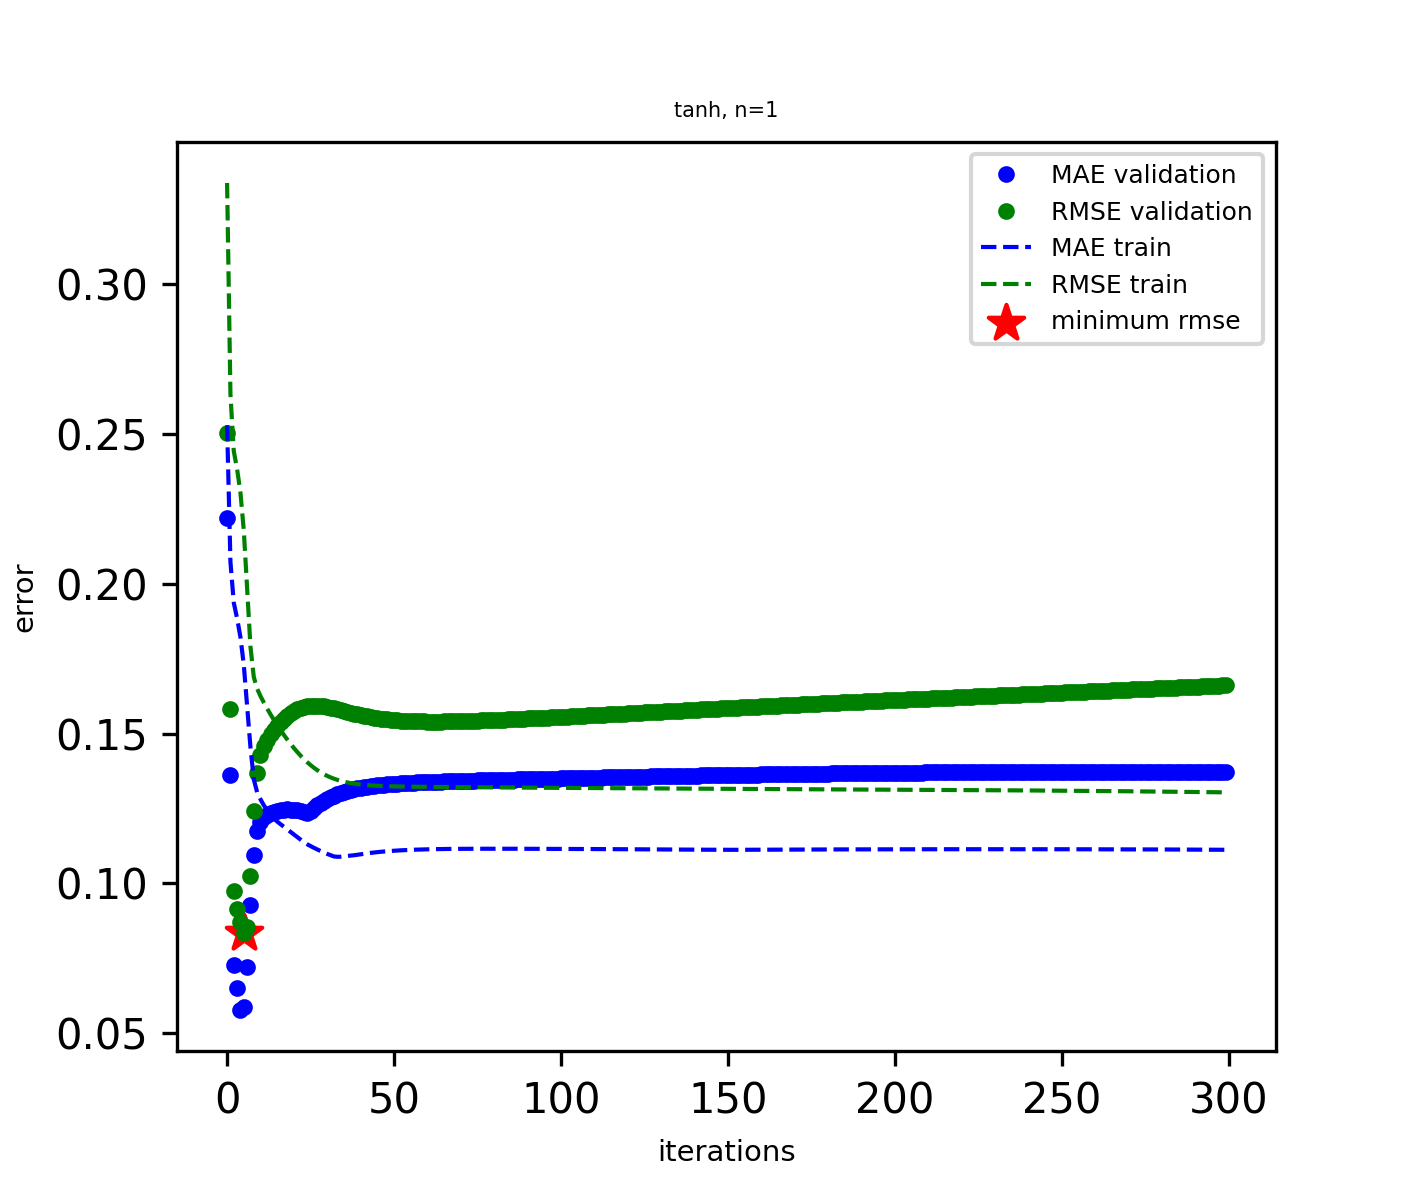 tanh, n=1
MAE validation
RMSE validation
MAE train
RMSE train
minimum rmse
error
0.30
0.25
0.20
0.15
0.10
0.05
0 50 100 150 200 250 300
iterations